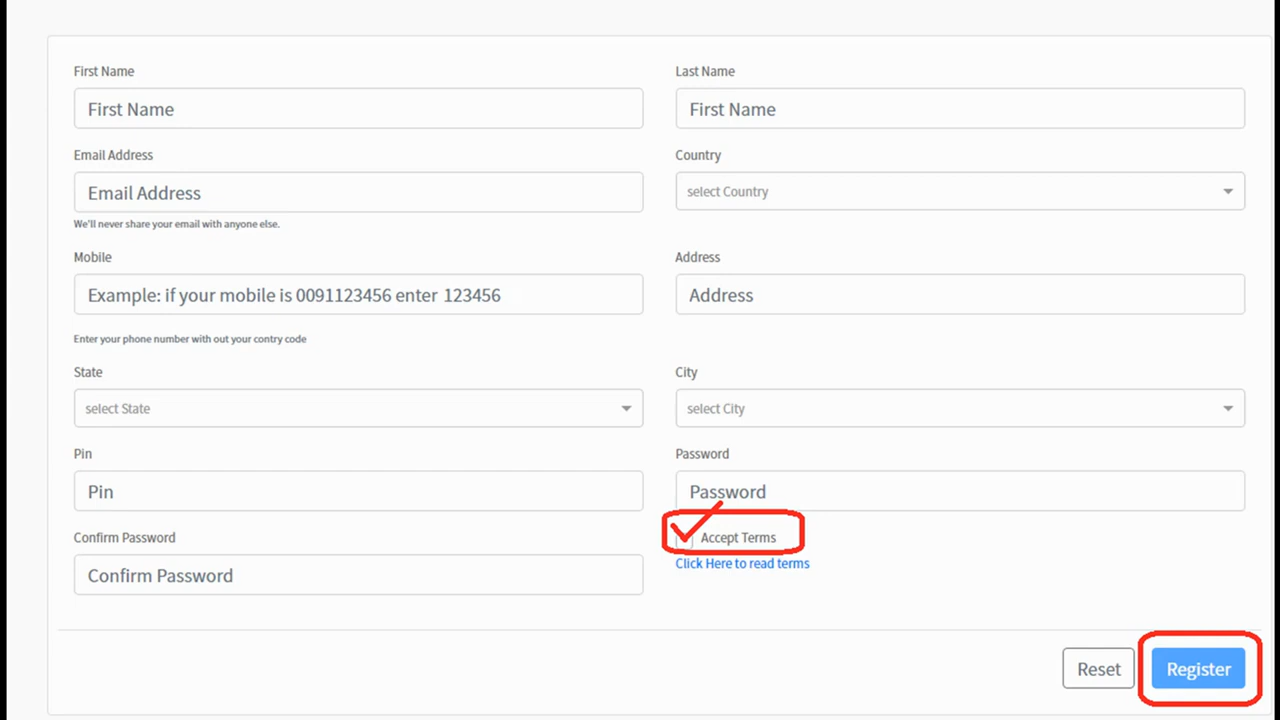 First Name
Last Name
First Name
First Name
Email Address
Country
Email Address
select Country
We'll never share your email with anyone else.
Mobile
Address
Example: if your mobile is 0091123456 enter 123456
Address
Enter your phone number with out your contry code
State
City
select State
select City
Pin
Password
Pin
Password
Confirm Password
Accept Terms
Confirm Password
Click Here to read terms
Reset
Register